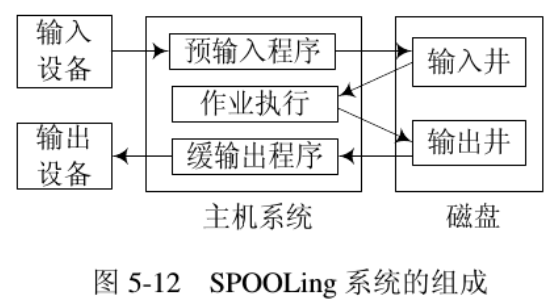 输入
设备
预输入程序
输入井
作业执行
输出
设备
缓输出程序
输出井
主机系统
磁盘
图 5-12 SPOOLing 系统的组成